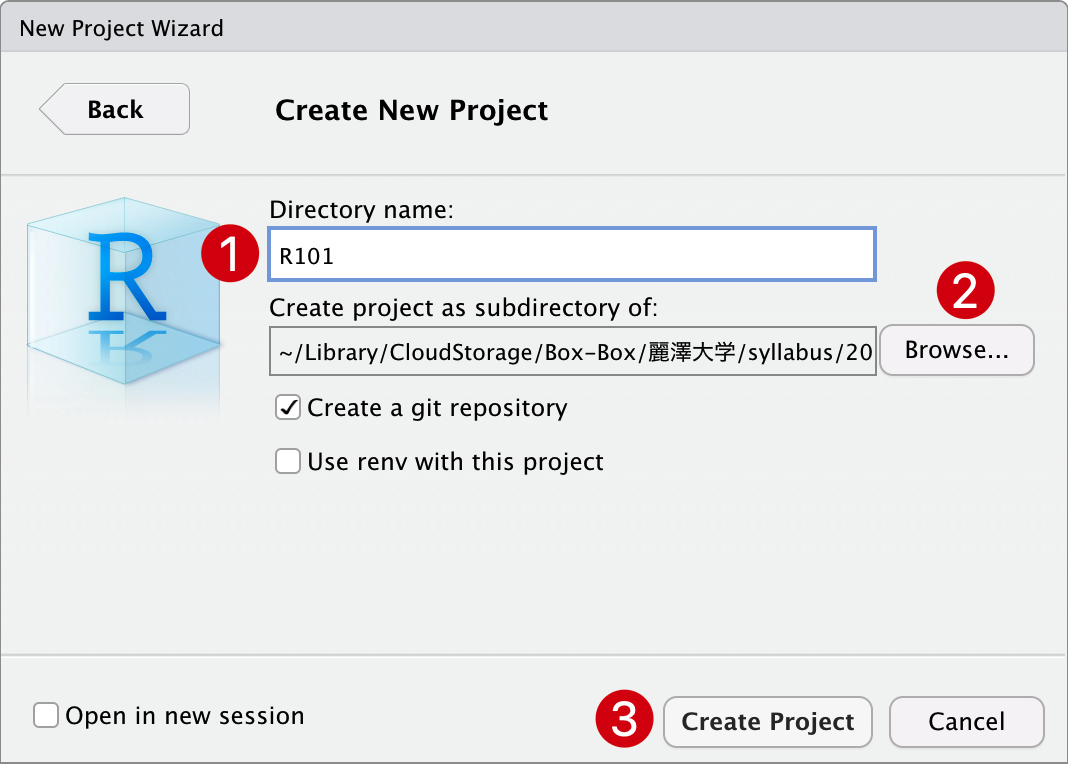 New Project Wizard
Back
Create New Project
R
Directory name:
1
R101
Create project as subdirectory of:
2
~/Library/CloudStorage/Box-Box/麗澤大学/syllabus/20
Browse...
Create a git repository
Use renv with this project
Open in new session
3
Create Project
Cancel